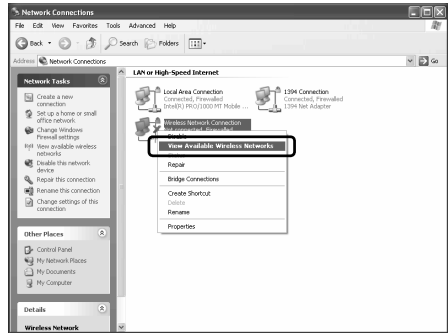 Network Connections
File Edit View Favorites Tools Advanced Help
Back Search Folders
Address Network Connections Go
Network Tasks
Create a new
connection
Set up a home or small
office network
Change Windows
Firewall settings
View available wireless
networks
Disable this network
device
Repair this connection
Rename this connection
Change settings of this
connection
Other Places
Control Panel
My Network Places
My Documents
My Computer
Details
Wireless Network
LAN or High-Speed Internet
Local Area Connection
Connected, Firewalled
Intel(R) PRO/1000 MT Mobile ...
1394 Connection
Connected, Firewalled
1394 Net Adapter
Wireless Network Connection
Not connected, Firewalled
Disable
View Available Wireless Networks
Repair
Bridge Connections
Create Shortcut
Delete
Rename
Properties